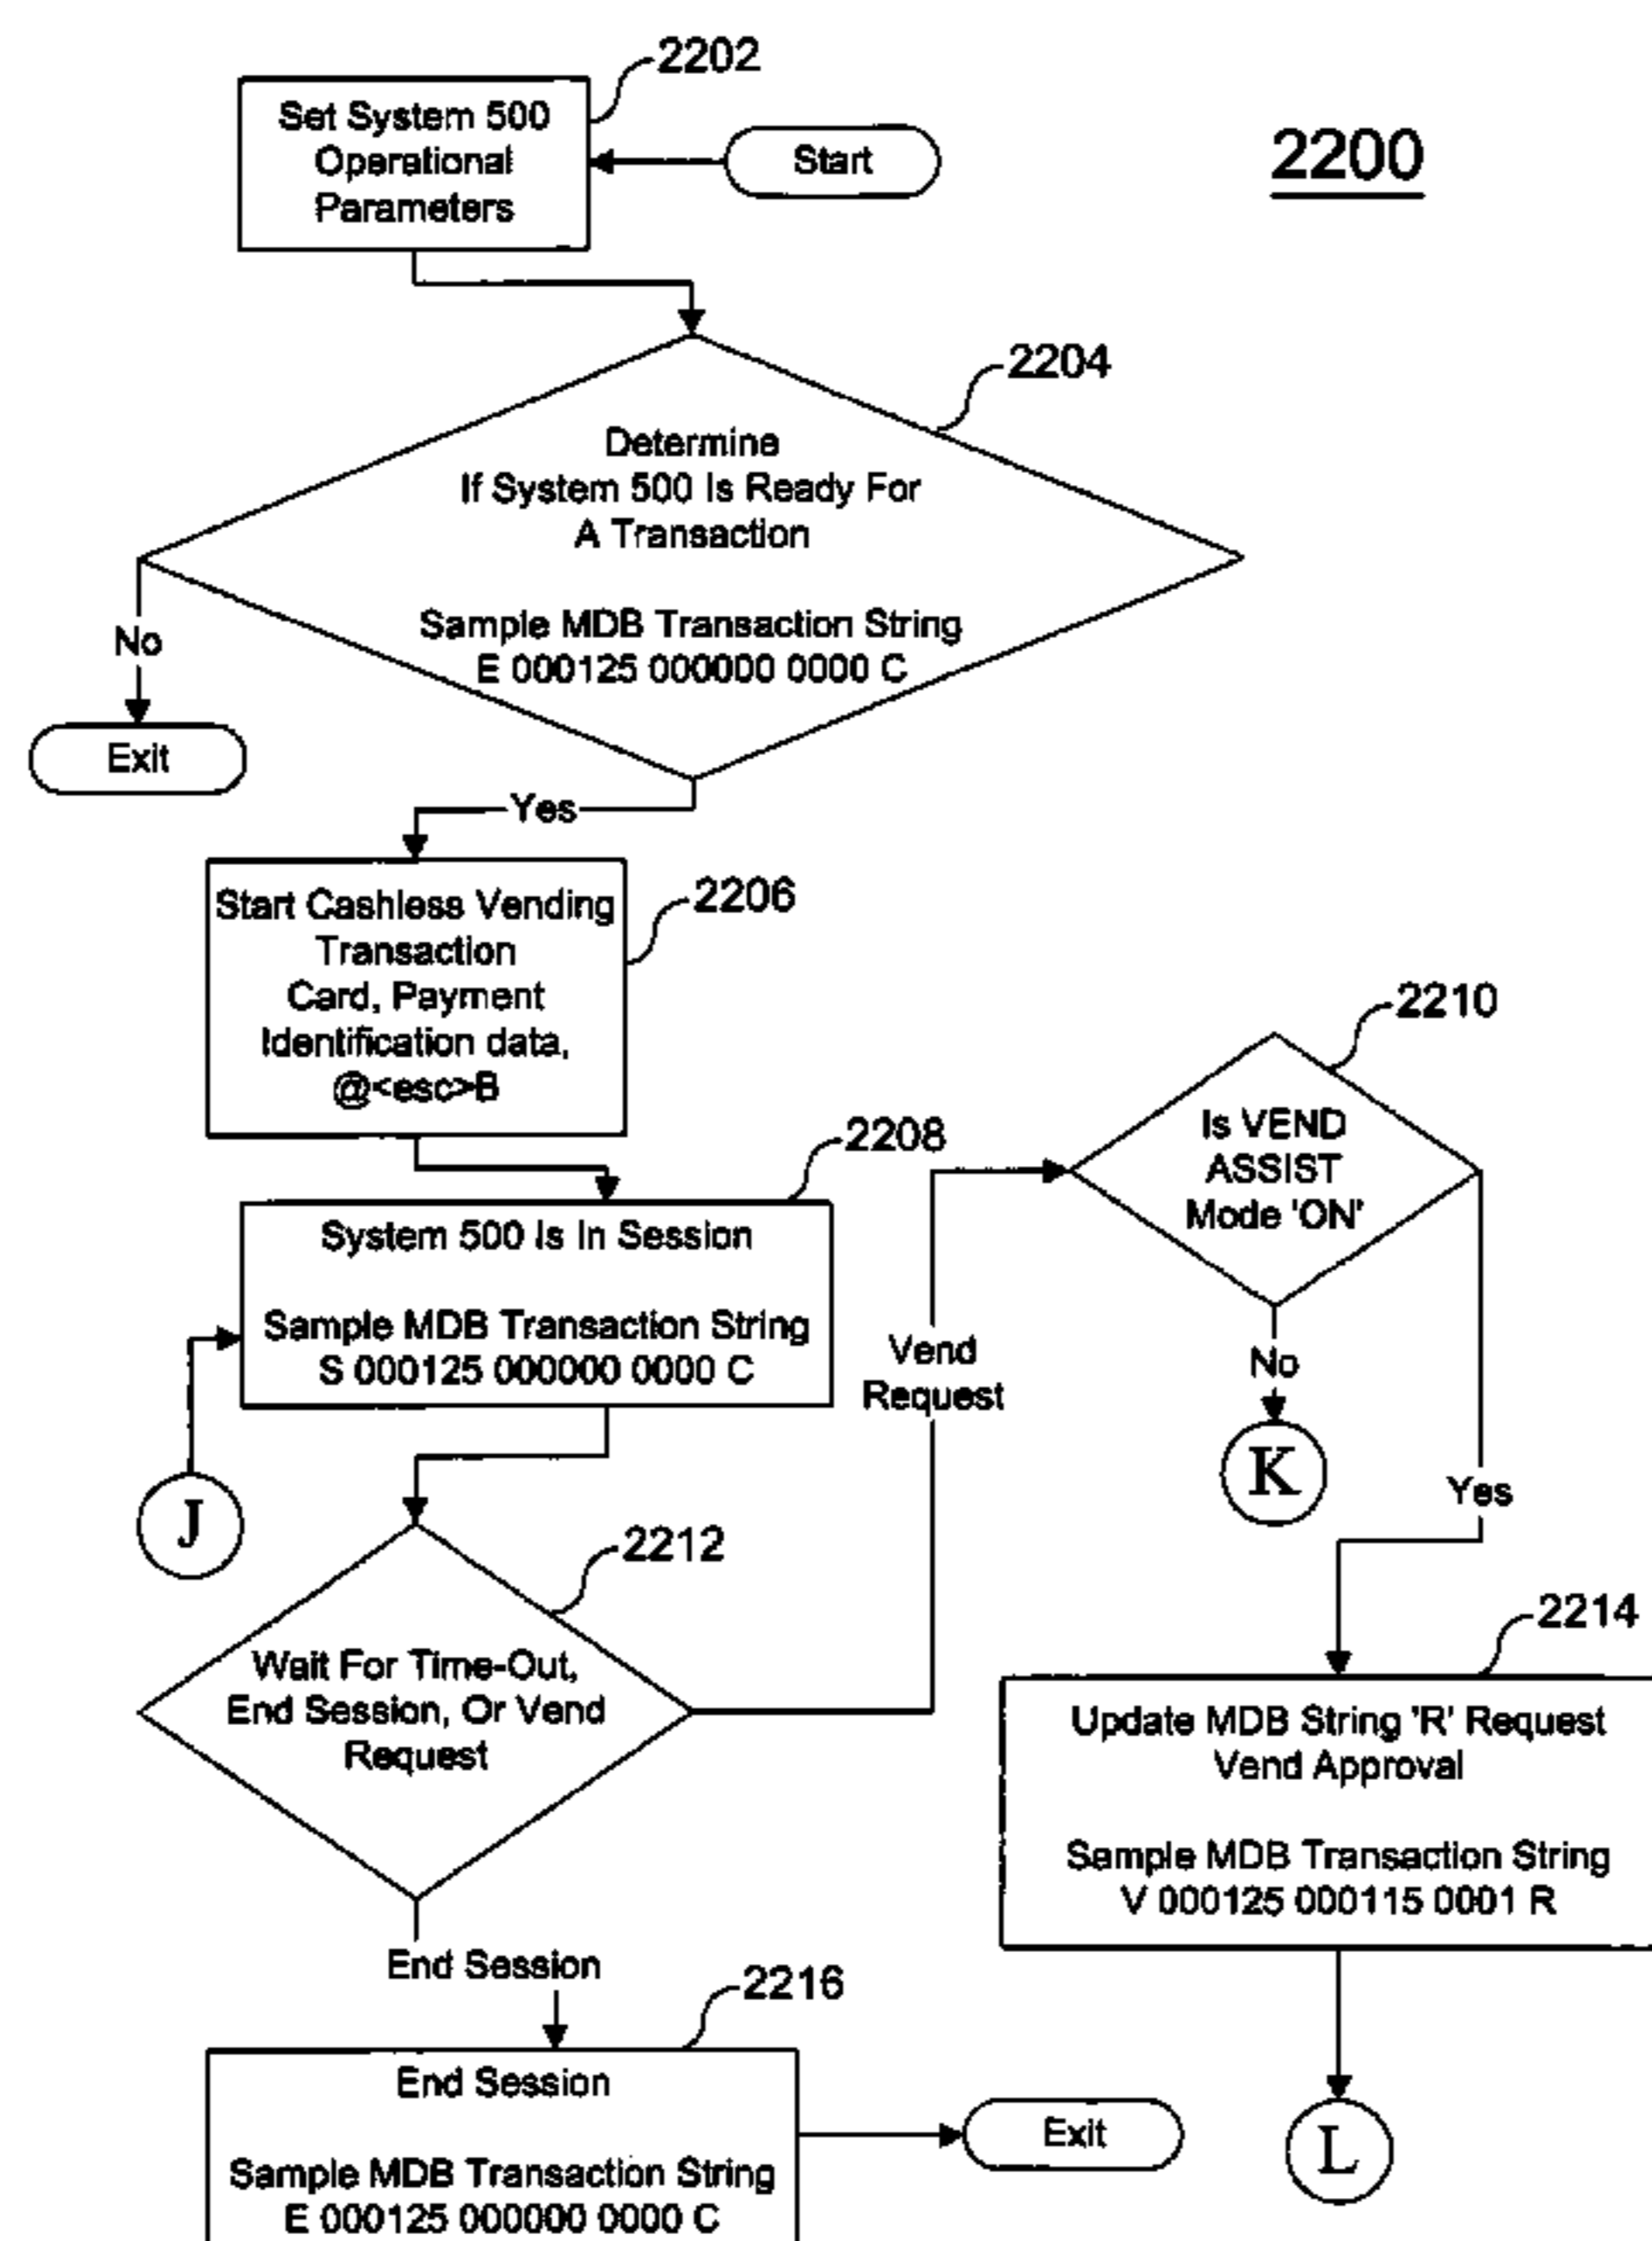 2202
Set System 500
Operational
Parameters
Start
2200
2204
Determine
If System 500 Is Ready For
A Transaction
Sample MDB Transaction String
E 000125 000000 0000 C
No
Exit
Yes
2206
Start Cashless Vending
Transaction
Card, Payment
Identification data,
@<esc>B
2208
System 500 Is In Session
Sample MDB Transaction String
S 000125 000000 0000 C
J
2210
Is VEND
ASSIST
Mode 'ON'
Vend
Request
No
K
Yes
2212
Wait For Time-Out,
End Session, Or Vend
Request
2214
Update MDB String 'R' Request
Vend Approval
Sample MDB Transaction String
V 000125 000115 0001 R
End Session
2216
End Session
Sample MDB Transaction String
E 000125 000000 0000 C
Exit
L